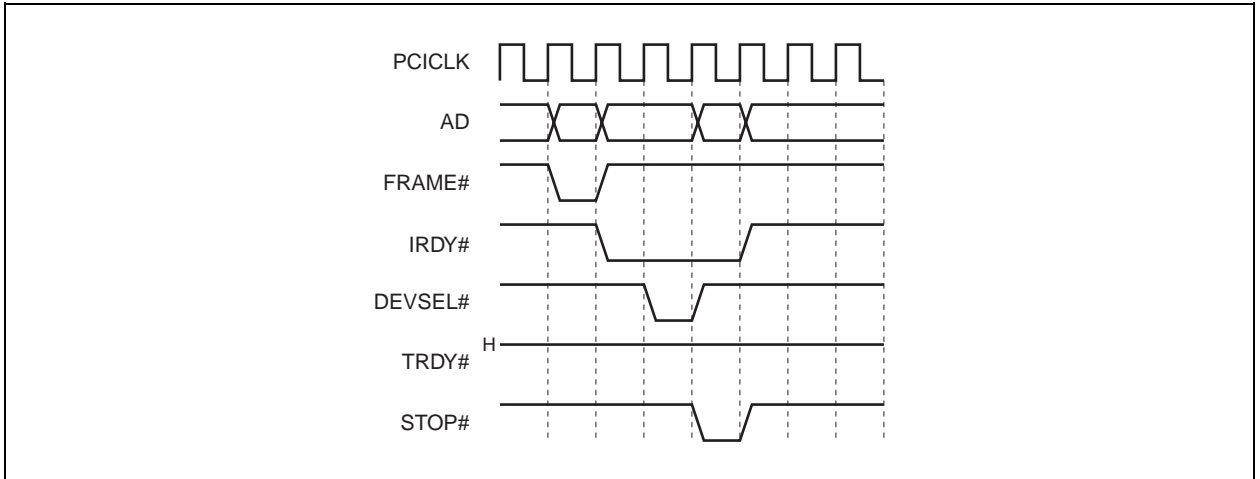 PCICLK
AD
FRAME#
IRDY#
DEVSEL#
H
TRDY#
STOP#